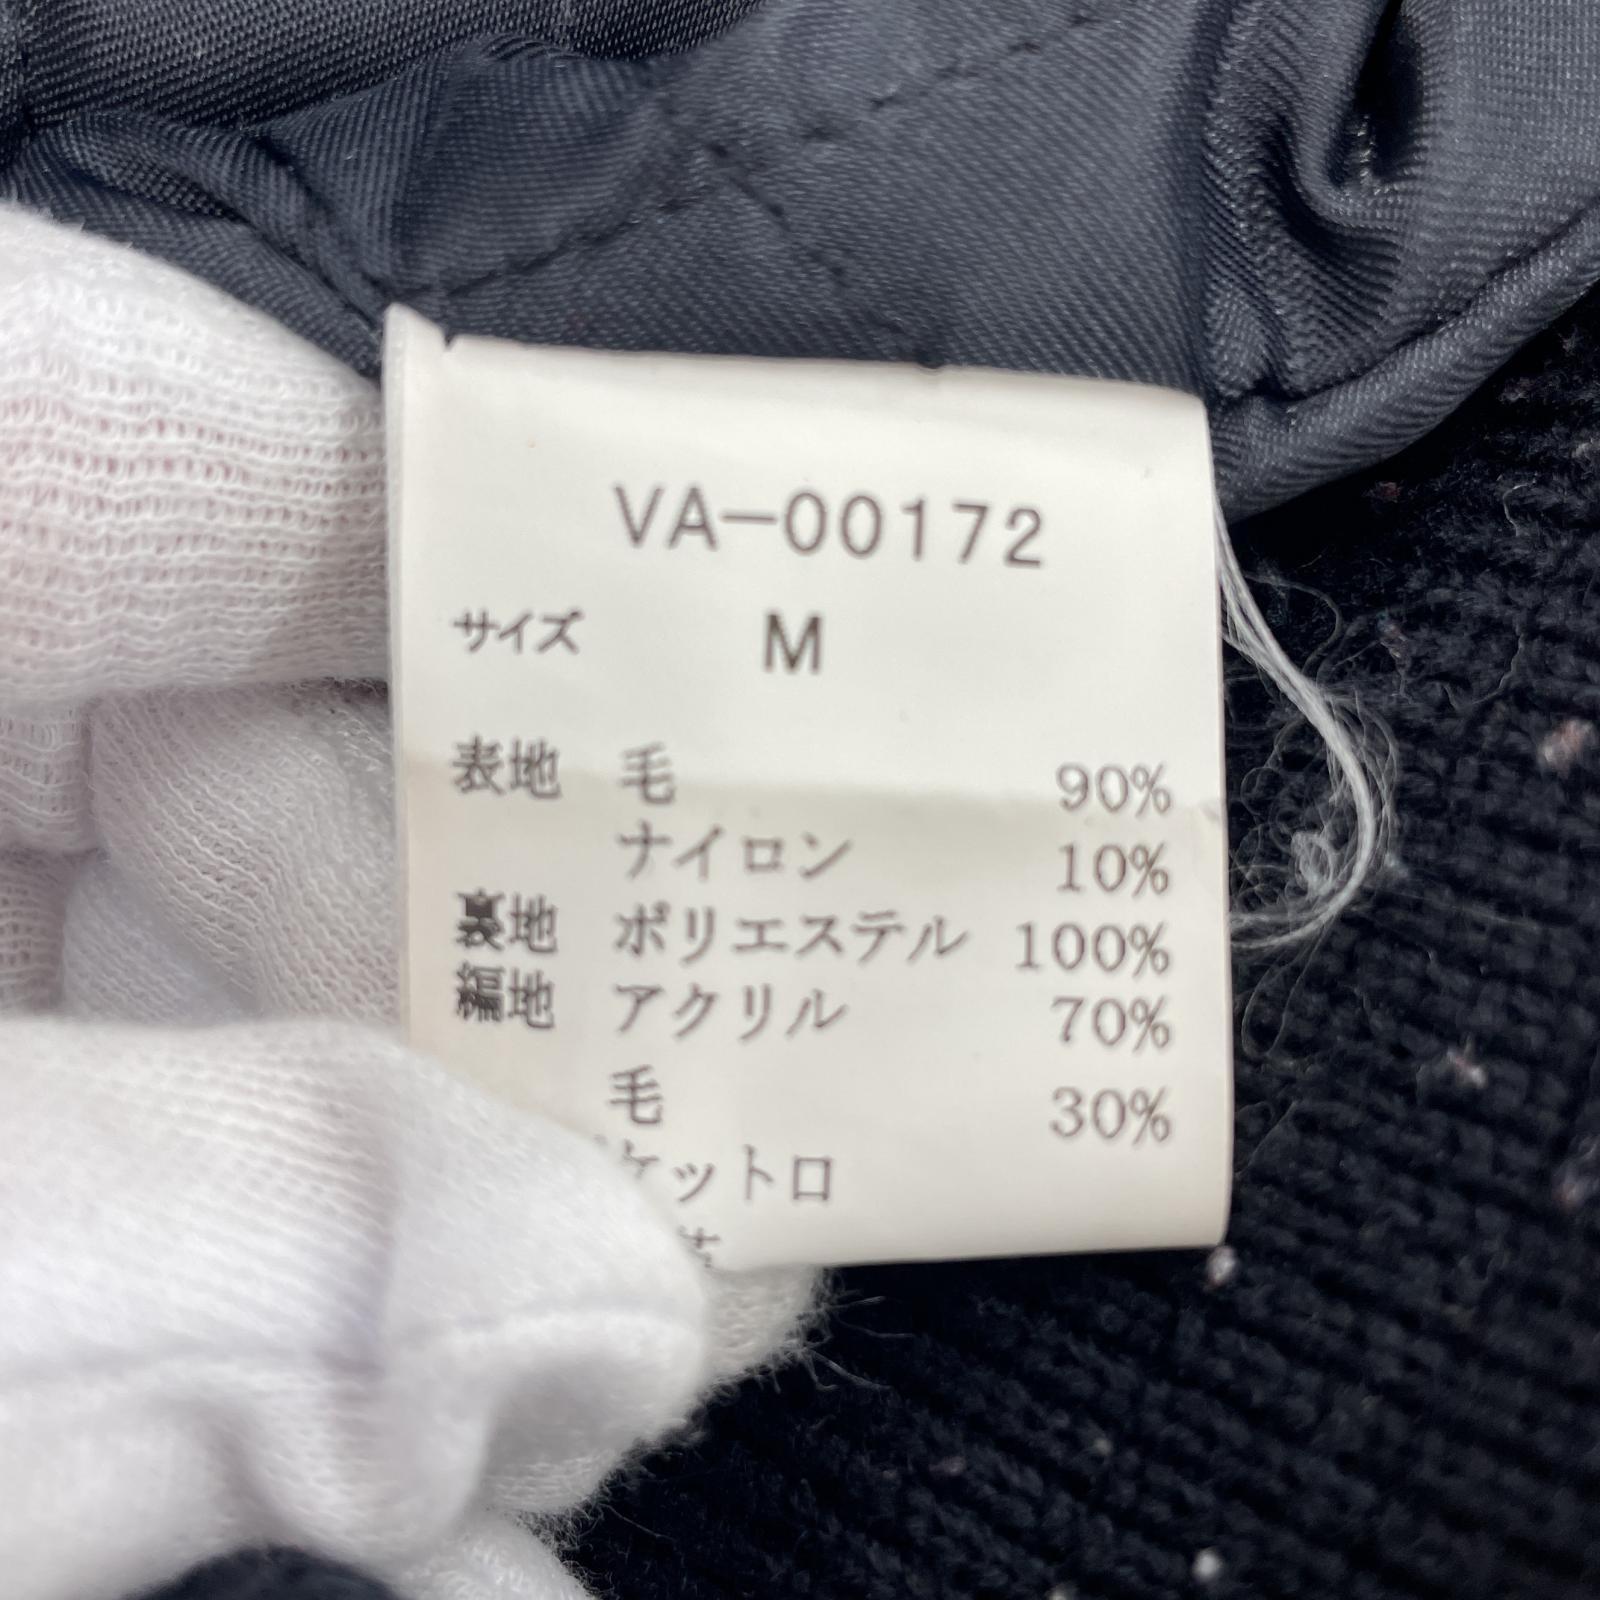 VA-00172
サイズ M
表地 毛 90%
ナイロン 10%
裏地 ポリエステル 100%
編地 アクリル 70%
毛 30%
ケット口